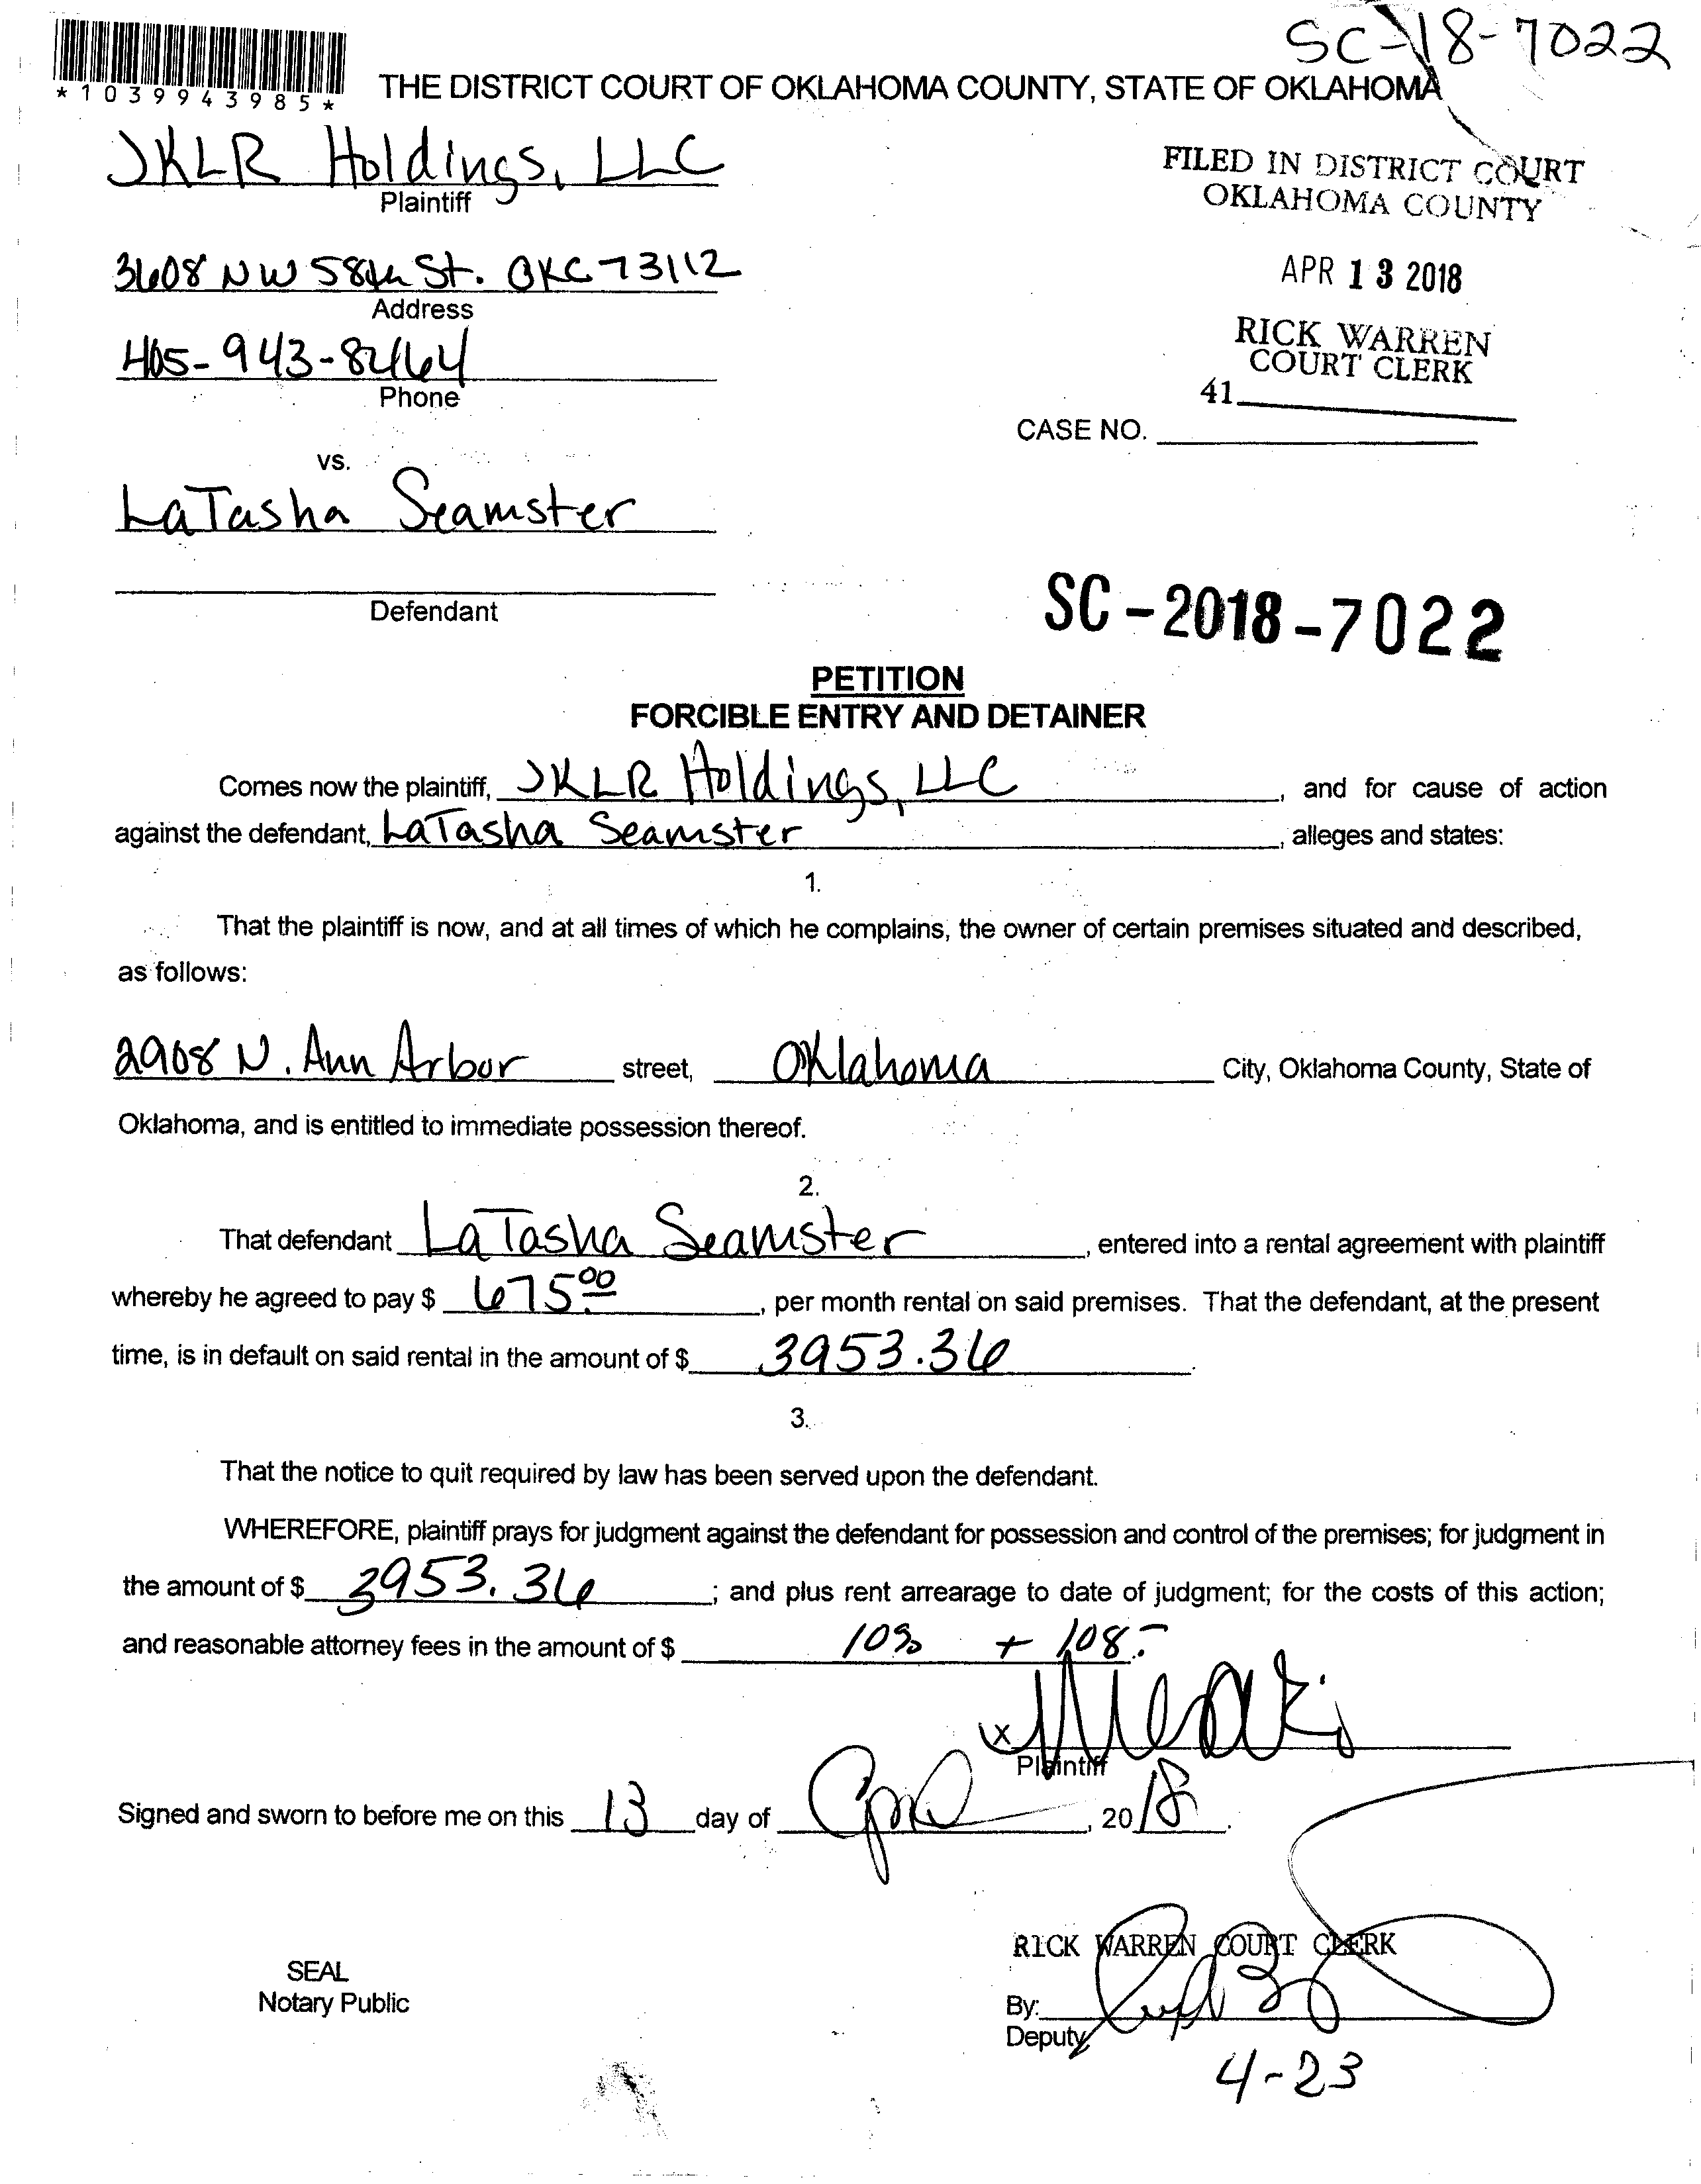 SC-18-7022
*1039943985*
THE DISTRICT COURT OF OKLAHOMA COUNTY, STATE OF OKLAHOMA
JKLR Holdings, LLC
Plaintiff
FILED IN DISTRICT COURT
OKLAHOMA COUNTY
3608 NW 58th St. OKC 73112
Address
APR 13 2018
405-943-8464
Phone
RICK WARREN
COURT CLERK
41
CASE NO.
vs.
LaTasha Seamster
Defendant
SC-2018-7022
PETITION
FORCIBLE ENTRY AND DETAINER
Comes now the plaintiff, JKLR Holdings, LLC, and for cause of action
against the defendant, LaTasha Seamster, alleges and states:
1.
That the plaintiff is now, and at all times of which he complains, the owner of certain premises situated and described,
as follows:
2908 N. Ann Arbor street, Oklahoma City, Oklahoma County, State of
Oklahoma, and is entitled to immediate possession thereof.
2.
That defendant LaTasha Seamster, entered into a rental agreement with plaintiff
whereby he agreed to pay $ 675.00, per month rental on said premises. That the defendant, at the present
time, is in default on said rental in the amount of $ 3953.36.
3.
That the notice to quit required by law has been served upon the defendant.
WHEREFORE, plaintiff prays for judgment against the defendant for possession and control of the premises; for judgment in
the amount of $ 3953.36; and plus rent arrearage to date of judgment; for the costs of this action;
and reasonable attorney fees in the amount of $ 10% + 108.-
x
Plaintiff
Signed and sworn to before me on this 13 day of April, 2018.
RICK WARREN COURT CLERK
SEAL
Notary Public
By:
Deputy
4-23